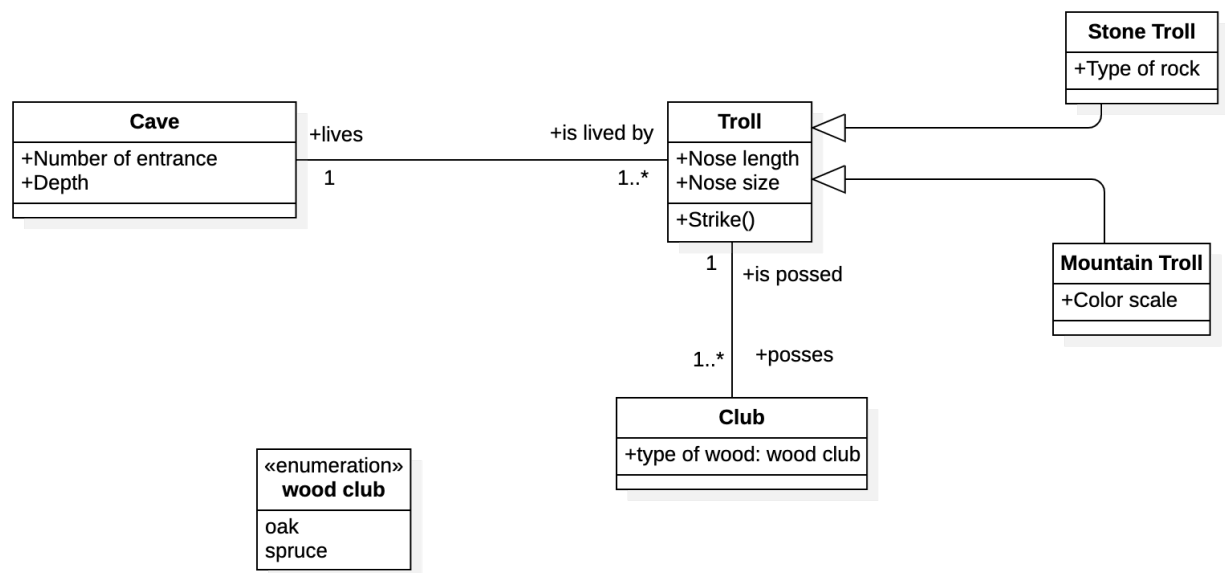 Stone Troll
+Type of rock
Cave
+Number of entrance
+Depth
+lives
1
+is lived by
1..*
Troll
+Nose length
+Nose size
+Strike()
Mountain Troll
+Color scale
1
+is possed
1..*
+posses
Club
+type of wood: wood club
«enumeration»
wood club
oak
spruce